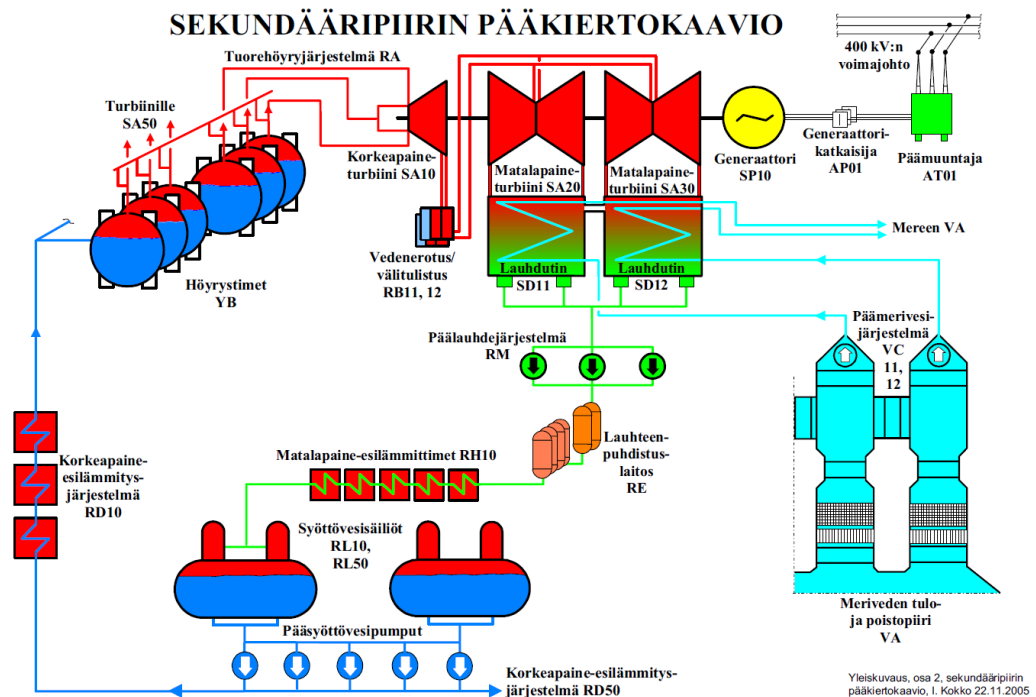 SEKUNDÄÄRIPIIRIN PÄÄKIERTOKAAVIO
Tuorehöyryjärjestelmä RA
400 kV:n
voimajohto
Turbiinille
SA50
Korkeapaine-
turbiini SA10
Matalapaine-
turbiini SA20
Matalapaine-
turbiini SA30
Generaattori
SP10
Generaattori-
katkaisija
AP01
Päämuuntaja
AT01
Mereen VA
Vedenerotus/
välitulistus
RB11, 12
Lauhdutin
SD11
Lauhdutin
SD12
Höyrystimet
YB
Päämerivesi-
järjestelmä
VC
11,
12
Päälauhdejärjestelmä
RM
Lauhteen-
puhdistus-
laitos
RE
Matalapaine-esilämmittimet RH10
Korkeapaine-
esilämmitys-
järjestelmä
RD10
Syöttövesisäiliöt
RL10,
RL50
Meriveden tulo-
ja poistopiiri
VA
Pääsyöttövesipumput
Korkeapaine-esilämmitys-
järjestelmä RD50
Yleiskuvaus, osa 2, sekundääripiirin
pääkiertokaavio, I. Kokko 22.11.2005